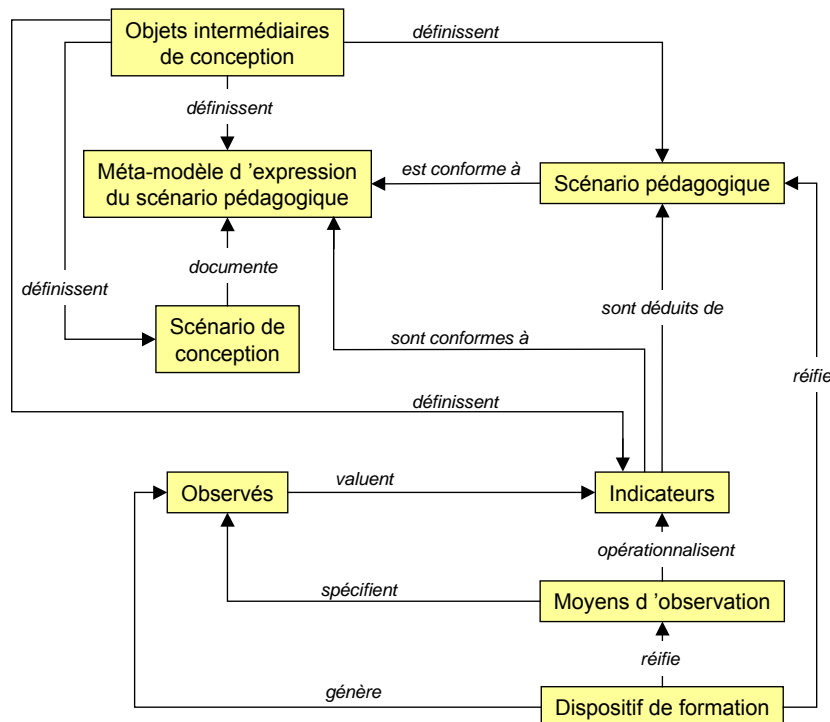 Objets intermédiaires
de conception
définissent
définissent
Méta-modèle d ’expression
du scénario pédagogique
est conforme à
Scénario pédagogique
documente
définissent
Scénario de
conception
sont déduits de
sont conformes à
réifie
définissent
Observés
valuent
Indicateurs
opérationnalisent
spécifient
Moyens d ’observation
réifie
génère
Dispositif de formation